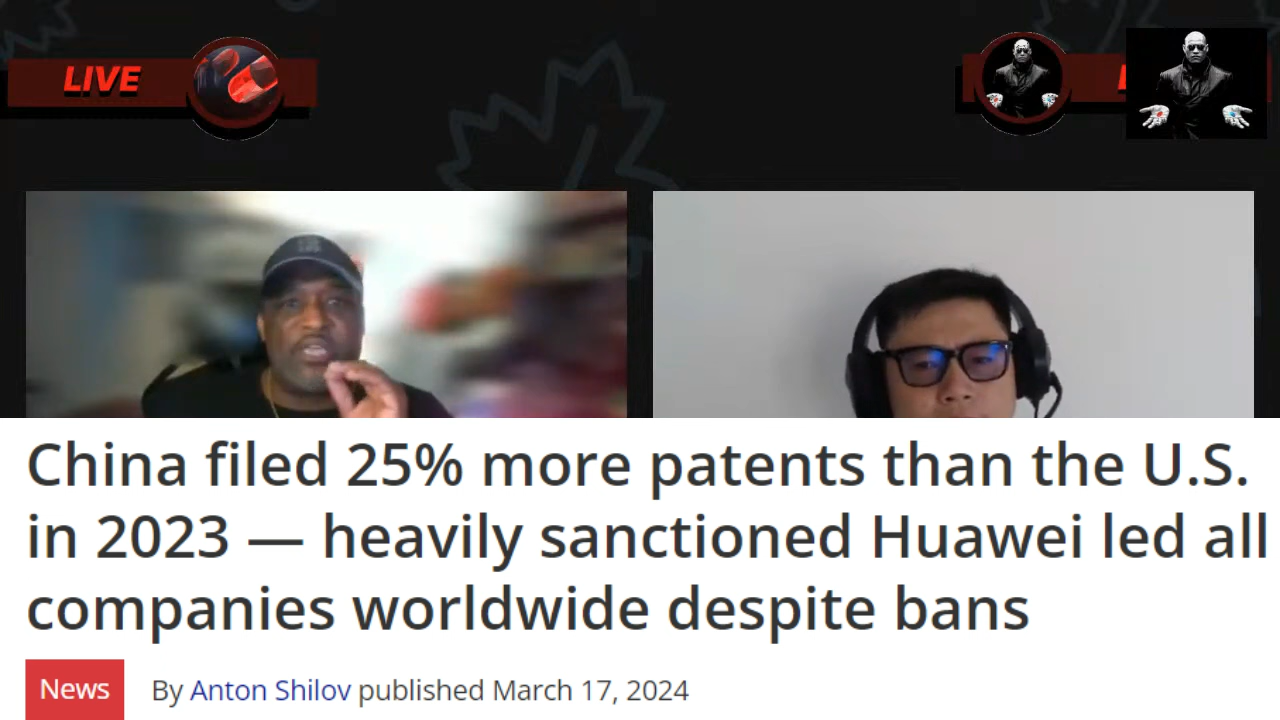 LIVE
China filed 25% more patents than the U.S.
in 2023 — heavily sanctioned Huawei led all
companies worldwide despite bans
News
By Anton Shilov published March 17, 2024